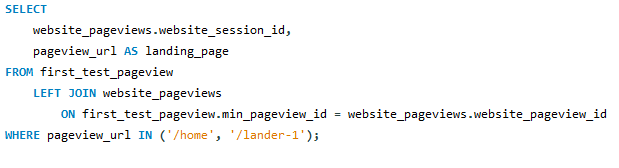 SELECT
website_pageviews.website_session_id,
pageview_url AS landing_page
FROM first_test_pageview
LEFT JOIN website_pageviews
ON first_test_pageview.min_pageview_id = website_pageviews.website_pageview_id
WHERE pageview_url IN ('/home', '/lander-1');